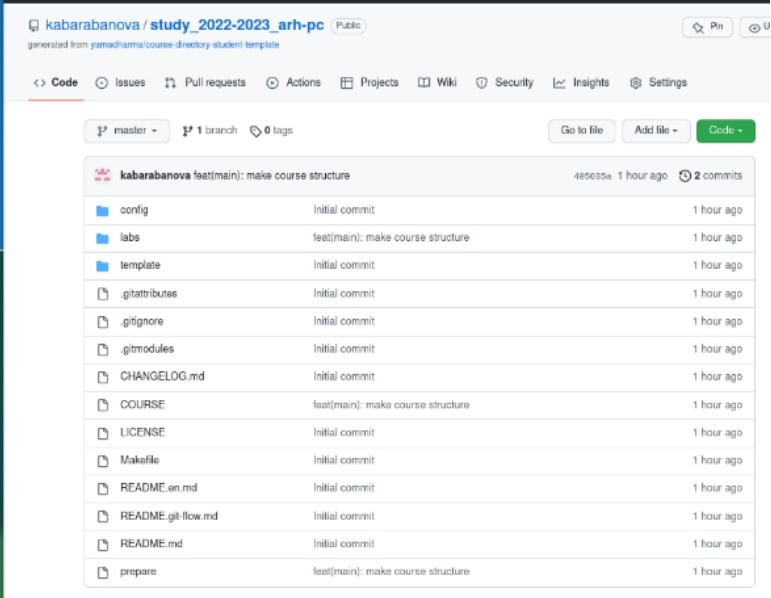 kabarabanova / study_2022-2023_arh-pc Public Pin
generated from yamadharma/course-directory-student-template
<> Code Issues Pull requests Actions Projects Wiki Security Insights Settings
master 1 branch 0 tags Go to file Add file Code
kabarabanova feat(main): make course structure 1 hour ago 2 commits
config Initial commit 1 hour ago
labs feat(main): make course structure 1 hour ago
template Initial commit 1 hour ago
.gitattributes Initial commit 1 hour ago
.gitignore Initial commit 1 hour ago
.gitmodules Initial commit 1 hour ago
CHANGELOG.md Initial commit 1 hour ago
COURSE feat(main): make course structure 1 hour ago
LICENSE Initial commit 1 hour ago
Makefile Initial commit 1 hour ago
README.en.md Initial commit 1 hour ago
README.git-flow.md Initial commit 1 hour ago
README.md Initial commit 1 hour ago
prepare feat(main): make course structure 1 hour ago